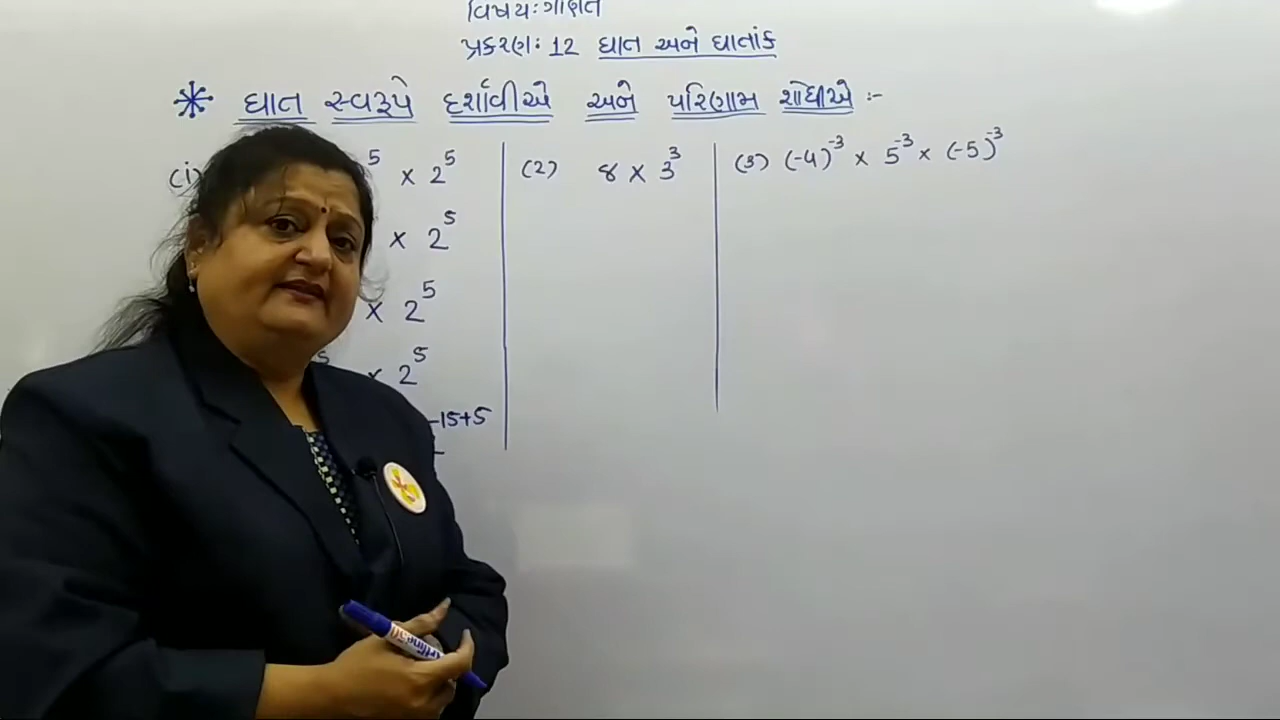 વિષય: ગણિત
પ્રકરણ: 12 ઘાત અને ઘાતાંક
* ઘાત સ્વરૂપે દર્શાવીએ અને પરિણામ શોધીએ :-
(i) 5 × 2^5 (2) 8 × 3^3 (3) (-4)^-3 × 5^-3 × (-5)^-3
× 2^5
× 2^5
5 × 2^5
-15+5